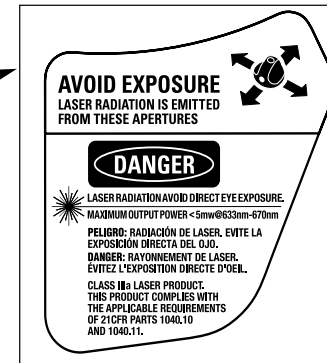 AVOID EXPOSURE
LASER RADIATION IS EMITTED
FROM THESE APERTURES
DANGER
LASER RADIATION AVOID DIRECT EYE EXPOSURE.
MAXIMUM OUTPUT POWER < 5mw@633nm-670nm
PELIGRO: RADIACIÓN DE LASER. EVITE LA
EXPOSICIÓN DIRECTA DEL OJO.
DANGER: RAYONNEMENT DE LASER.
ÉVITEZ L'EXPOSITION DIRECTE D'OEIL.
CLASS IIIa LASER PRODUCT.
THIS PRODUCT COMPLIES WITH
THE APPLICABLE REQUIREMENTS
OF 21CFR PARTS 1040.10
AND 1040.11.